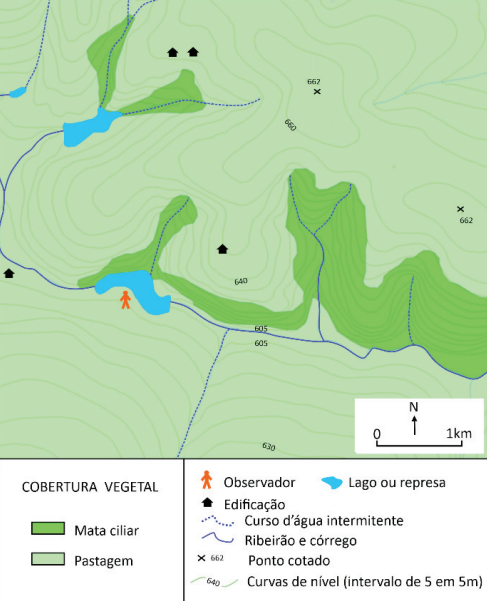 662
660
662
640
605
605
630
N
0 1km
COBERTURA VEGETAL
Mata ciliar
Pastagem
Observador
Lago ou represa
Edificação
Curso d'água intermitente
Ribeirão e córrego
662 Ponto cotado
640 Curvas de nível (intervalo de 5 em 5m)